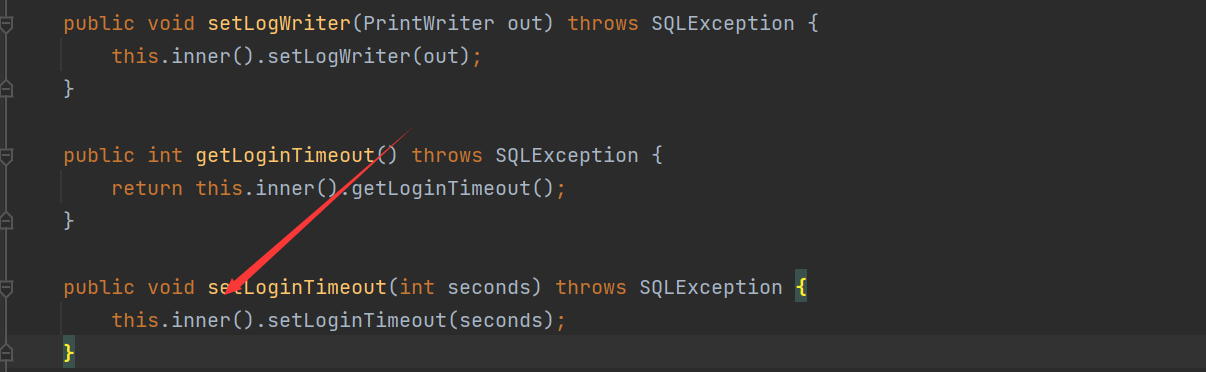 public void setLogWriter(PrintWriter out) throws SQLException {
this.inner().setLogWriter(out);
}
public int getLoginTimeout() throws SQLException {
return this.inner().getLoginTimeout();
}
public void setLoginTimeout(int seconds) throws SQLException {
this.inner().setLoginTimeout(seconds);
}